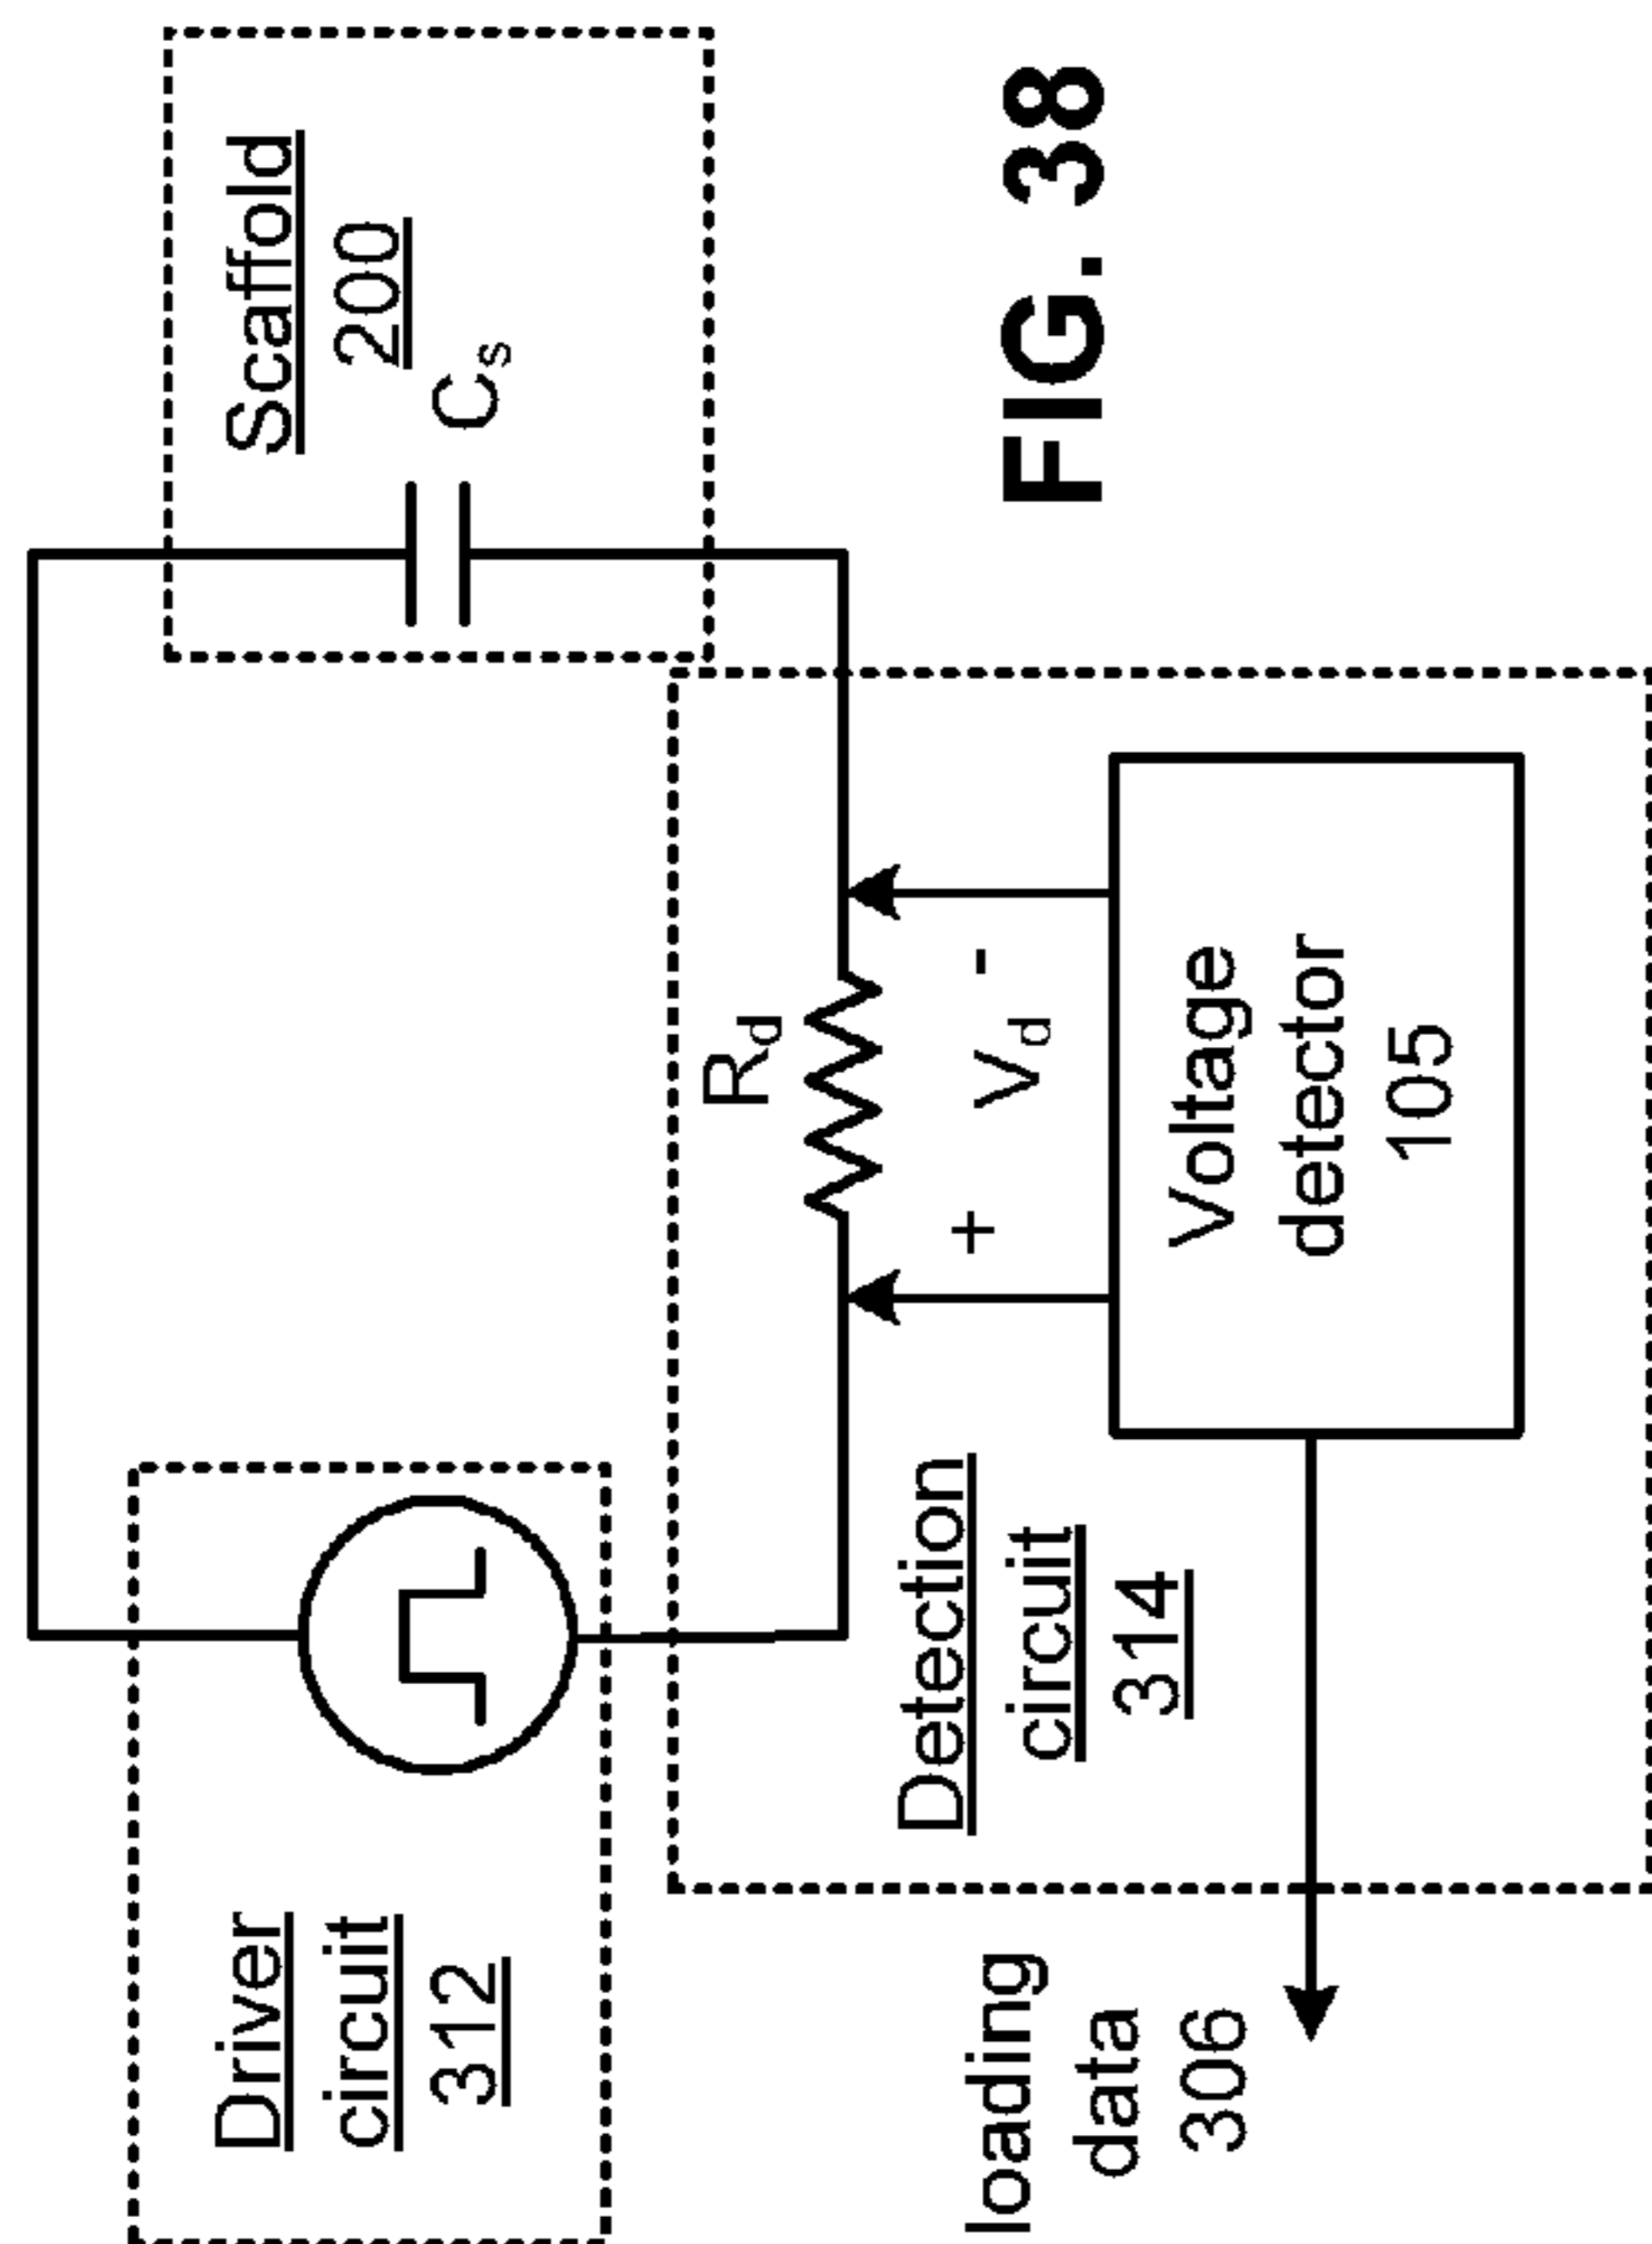 Driver
circuit
312
Scaffold
200
Cs
Rd
+ Vd -
Detection
circuit
314
Voltage
detector
105
loading
data
306
FIG. 38